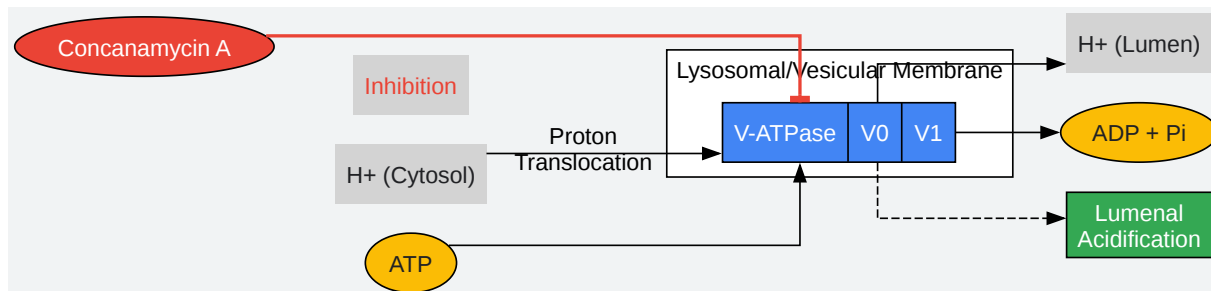 Concanamycin A
H+ (Lumen)
Lysosomal/Vesicular Membrane
Inhibition
V-ATPase
V0
V1
ADP + Pi
Proton
Translocation
H+ (Cytosol)
Lumenal
Acidification
ATP